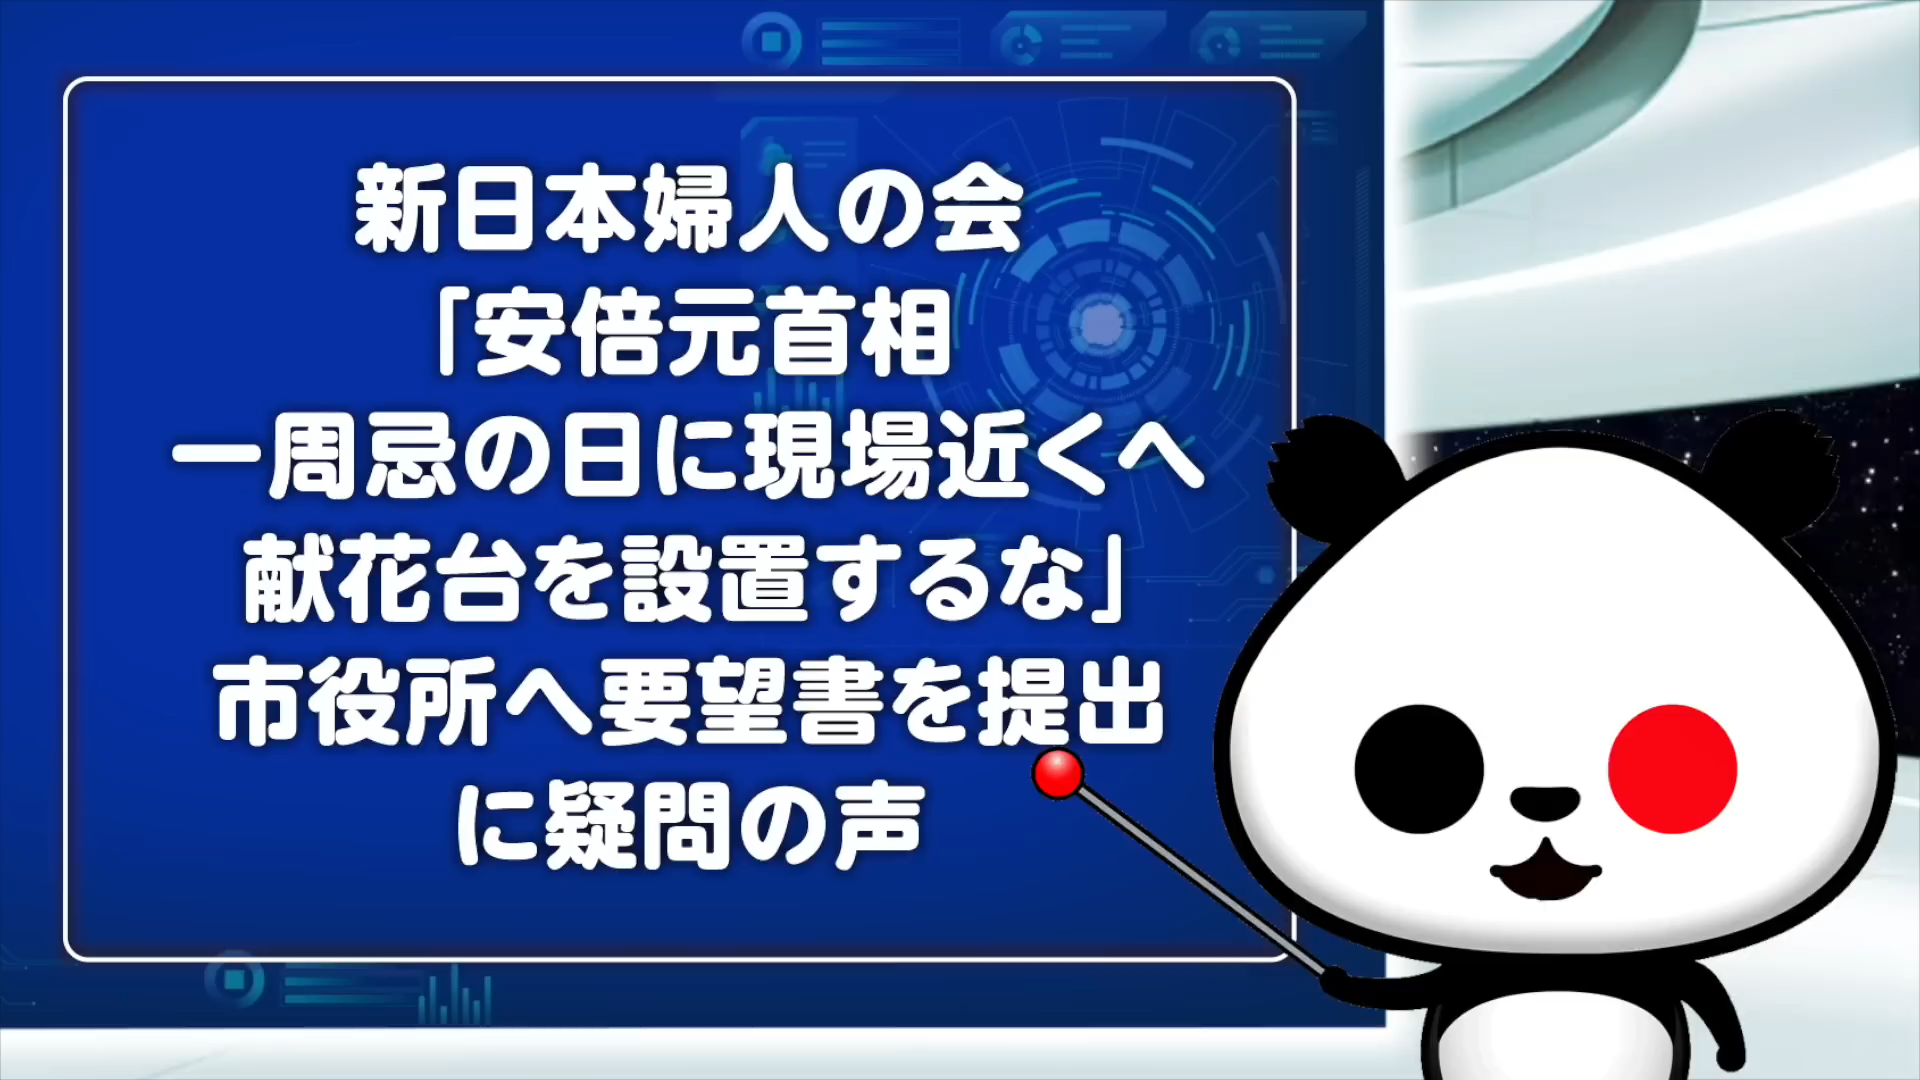 新日本婦人の会
「安倍元首相
一周忌の日に現場近くへ
献花台を設置するな」
市役所へ要望書を提出
に疑問の声